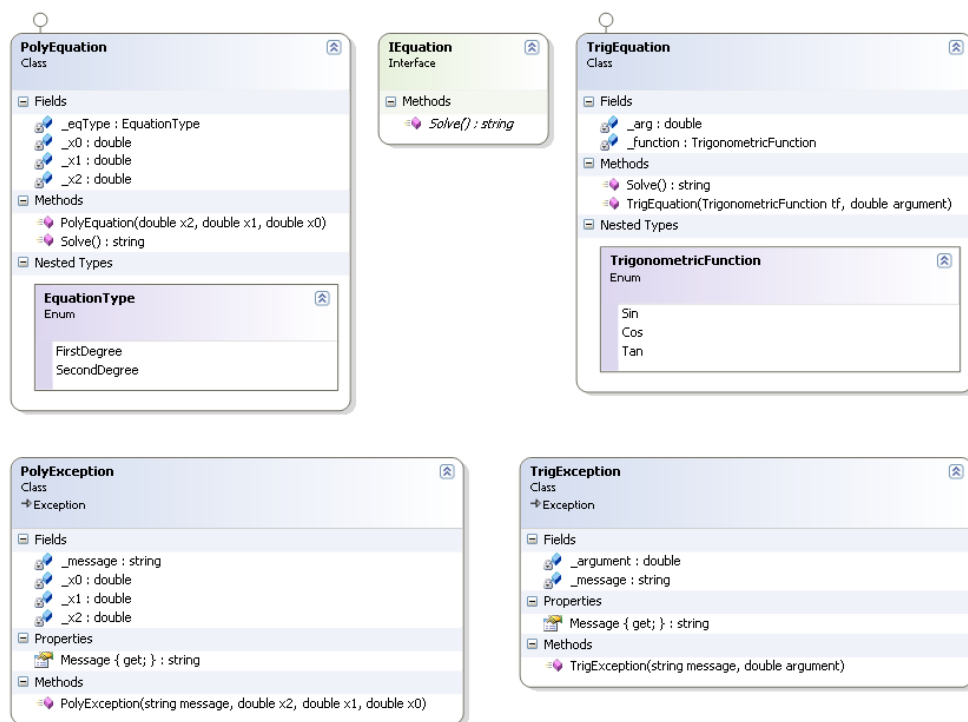 PolyEquation
Class
Fields
_eqType : EquationType
_x0 : double
_x1 : double
_x2 : double
Methods
PolyEquation(double x2, double x1, double x0)
Solve() : string
Nested Types
EquationType
Enum
FirstDegree
SecondDegree
IEquation
Interface
Methods
Solve() : string
TrigEquation
Class
Fields
_arg : double
_function : TrigonometricFunction
Methods
Solve() : string
TrigEquation(TrigonometricFunction tf, double argument)
Nested Types
TrigonometricFunction
Enum
Sin
Cos
Tan
PolyException
Class
Exception
Fields
_message : string
_x0 : double
_x1 : double
_x2 : double
Properties
Message { get; } : string
Methods
PolyException(string message, double x2, double x1, double x0)
TrigException
Class
Exception
Fields
_argument : double
_message : string
Properties
Message { get; } : string
Methods
TrigException(string message, double argument)